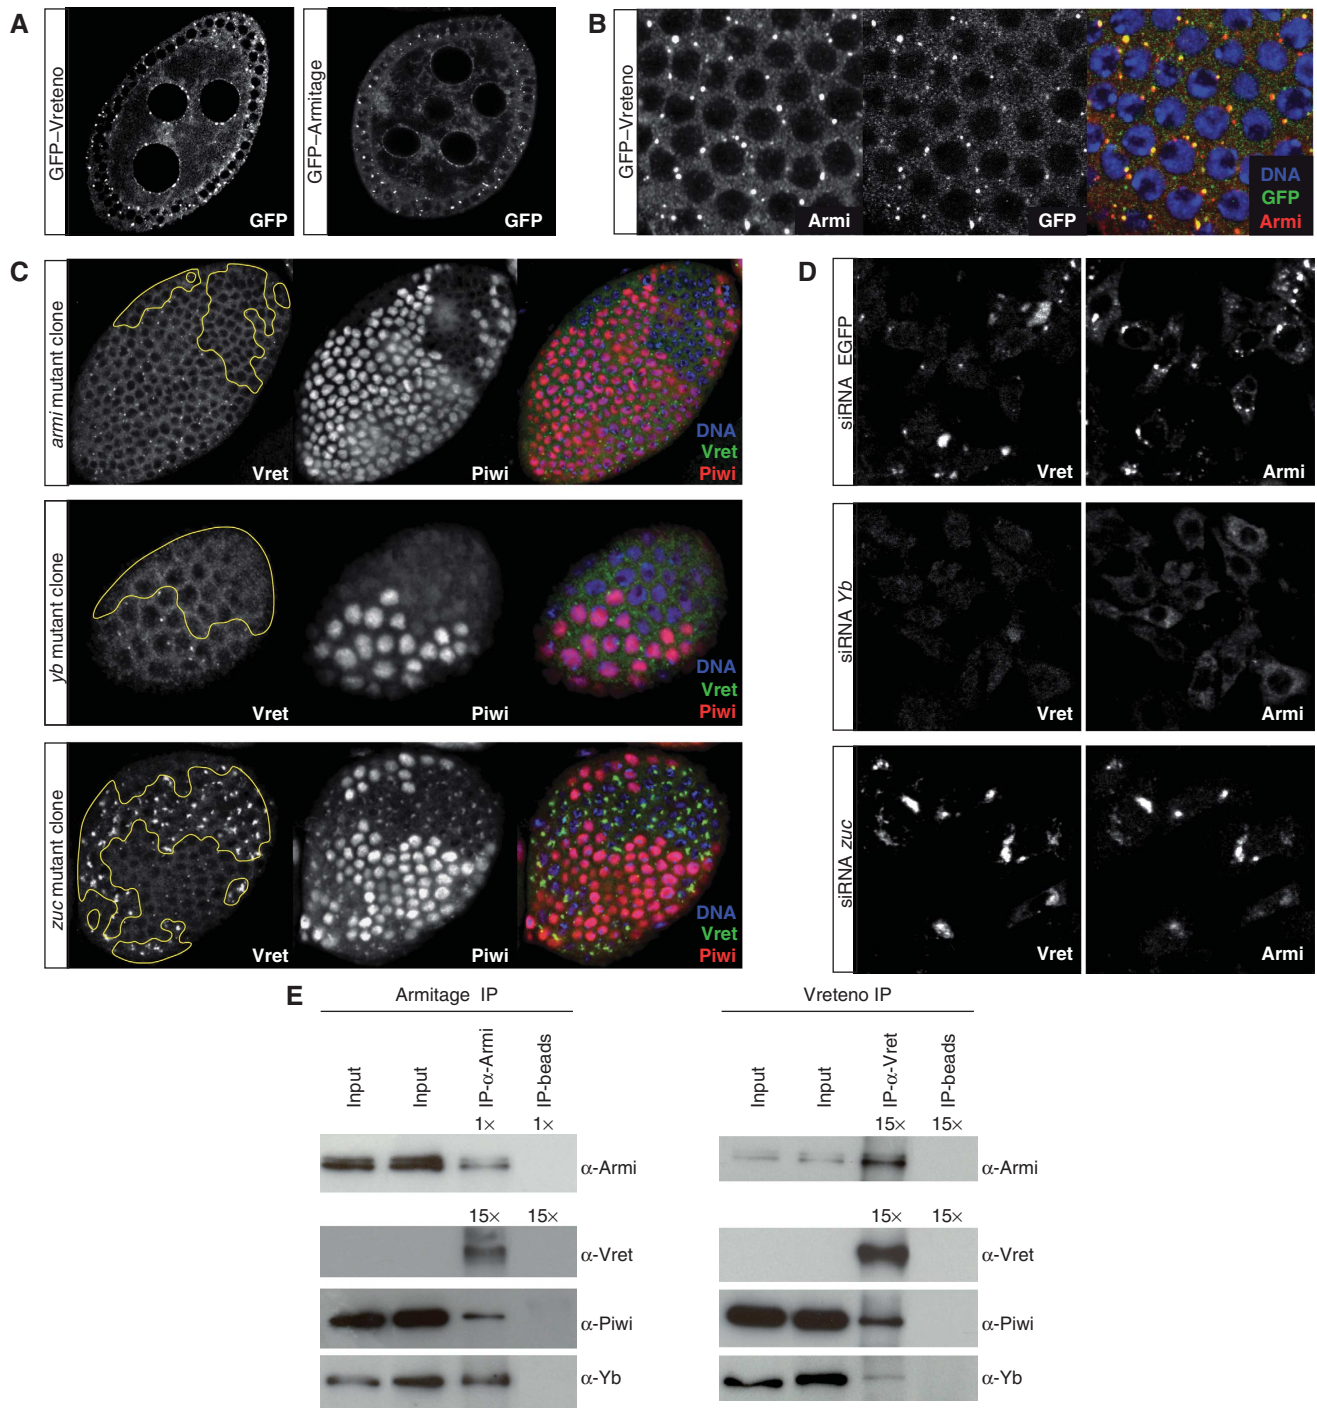 A
GFP–Vreteno
GFP
GFP–Armitage
GFP
B
GFP–Vreteno
Armi
GFP
DNA
GFP
Armi
C
armi mutant clone
Vret
Piwi
DNA
Vret
Piwi
yb mutant clone
Vret
Piwi
DNA
Vret
Piwi
zuc mutant clone
Vret
Piwi
DNA
Vret
Piwi
D
siRNA EGFP
Vret
Armi
siRNA Yb
Vret
Armi
siRNA zuc
Vret
Armi
E
Armitage IP
Input
Input
IP-α-Armi
IP-beads
1×
1×
α-Armi
15×
15×
α-Vret
α-Piwi
α-Yb
Vreteno IP
Input
Input
IP-α-Vret
IP-beads
15×
15×
α-Armi
15×
15×
α-Vret
α-Piwi
α-Yb